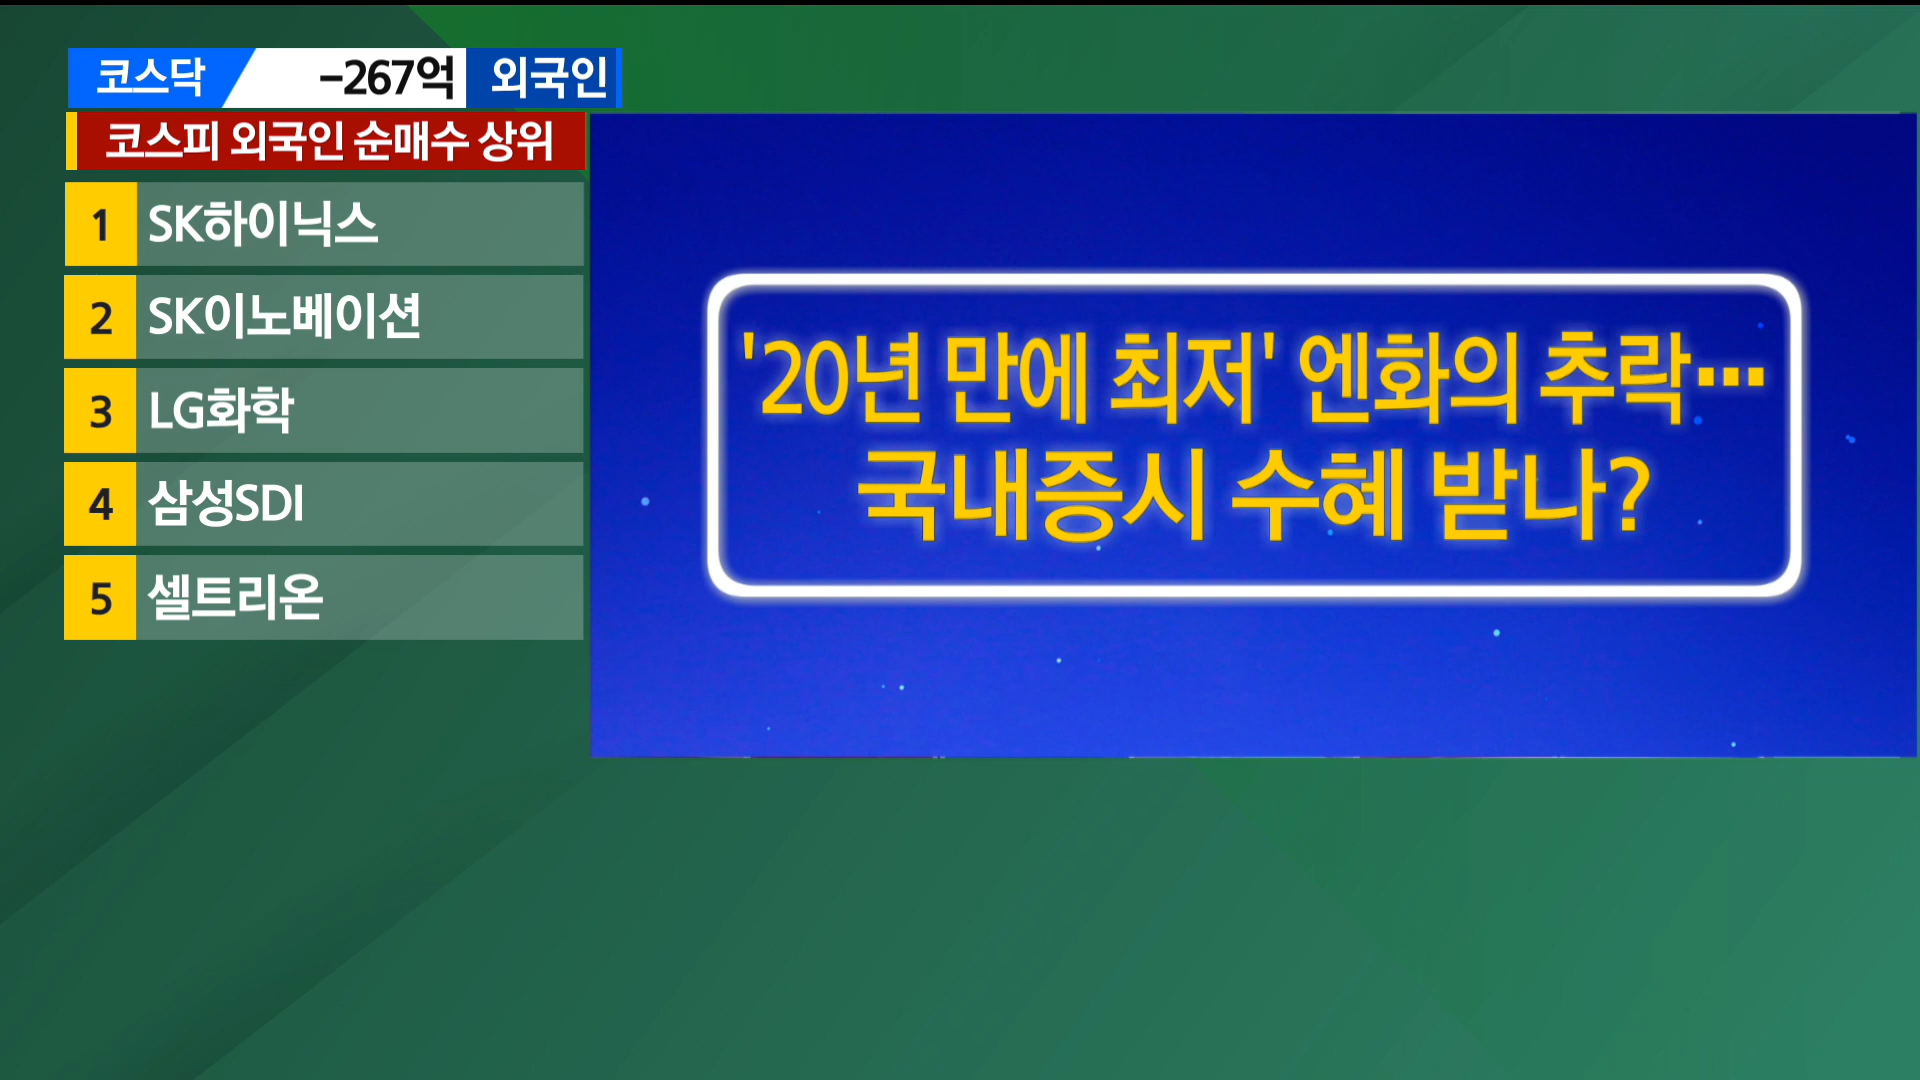 코스닥 -267억 외국인
코스피 외국인 순매수 상위
1 SK하이닉스
2 SK이노베이션
3 LG화학
4 삼성SDI
5 셀트리온
'20년 만에 최저' 엔화의 추락…
국내증시 수혜 받나?